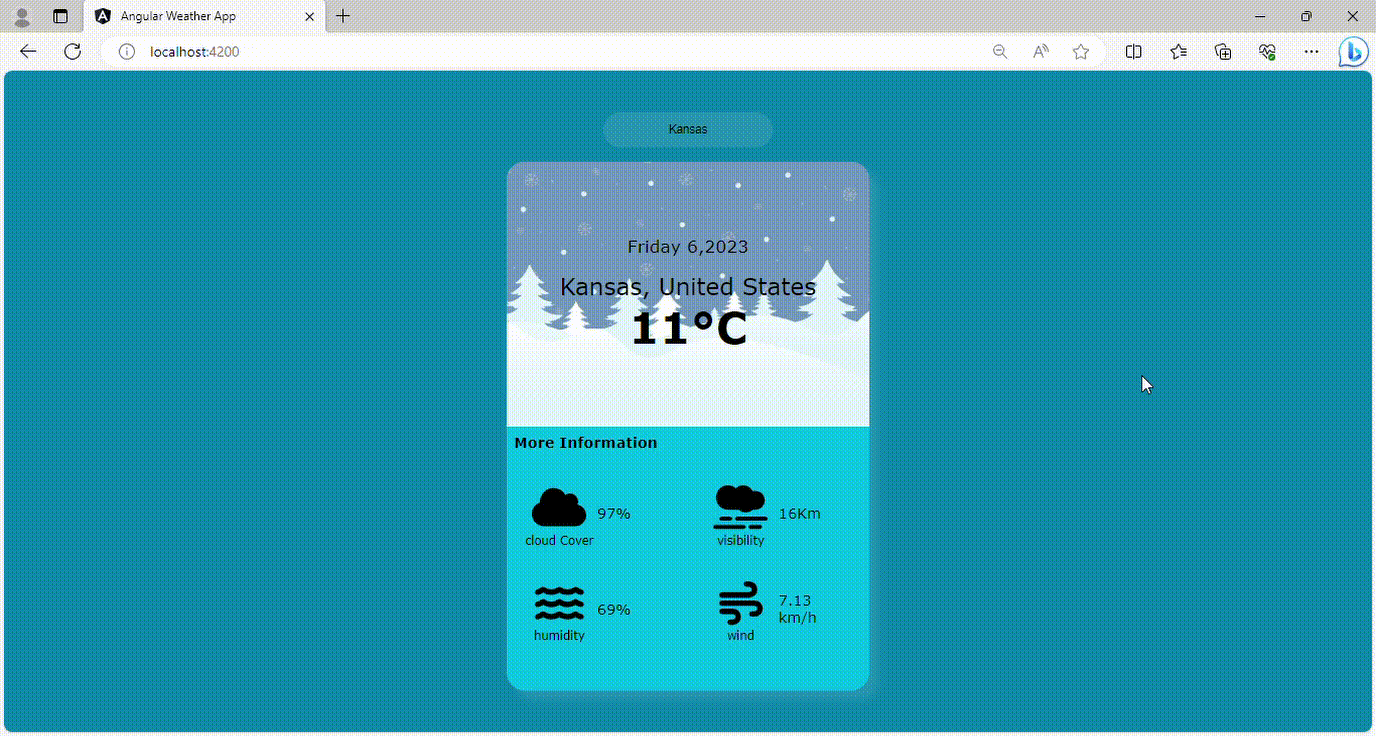 Angular Weather App
localhost:4200
Kansas
Friday 6,2023
Kansas, United States
11°C
More Information
97%
cloud Cover
16Km
visibility
69%
humidity
7.13
km/h
wind